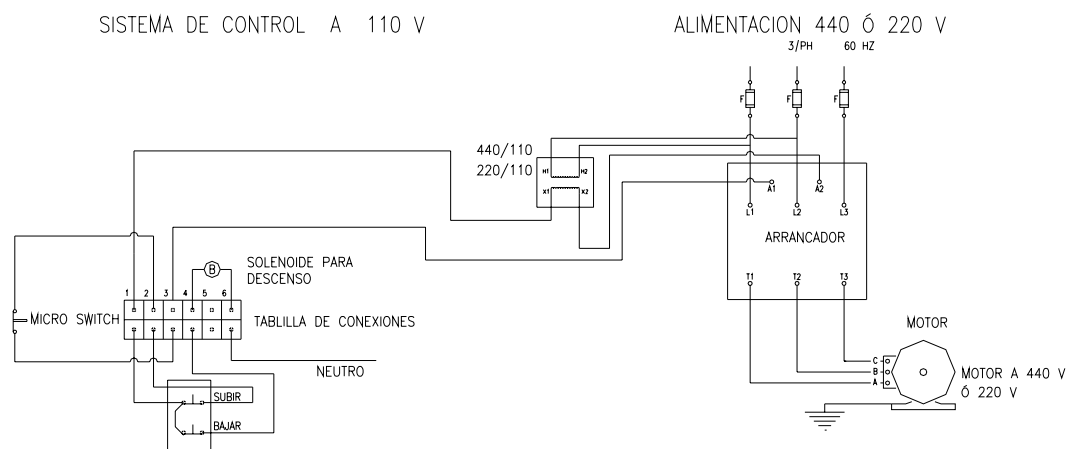 SISTEMA DE CONTROL A 110 V
ALIMENTACION 440 Ó 220 V
3/PH 60 HZ
F F F
440/110
220/110
H1 H2
X1 X2
A1 A2
L1 L2 L3
ARRANCADOR
T1 T2 T3
SOLENOIDE PARA
DESCENSO
B
1 2 3 4 5 6
MICRO SWITCH
TABLILLA DE CONEXIONES
NEUTRO
SUBIR
BAJAR
MOTOR
C
B
A
MOTOR A 440 V
Ó 220 V